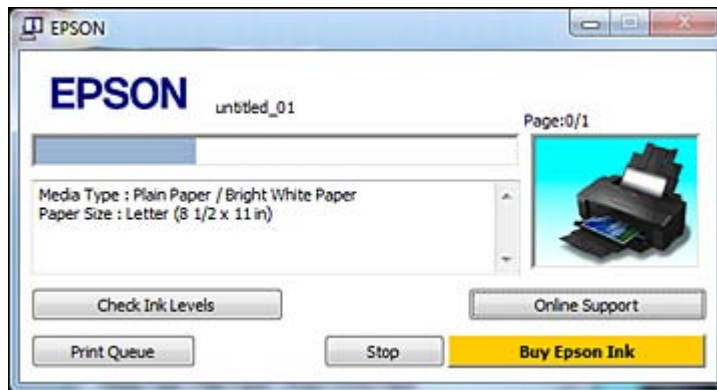 EPSON
EPSON
untitled_01
Page:0/1
Media Type : Plain Paper / Bright White Paper
Paper Size : Letter (8 1/2 x 11 in)
Check Ink Levels
Online Support
Print Queue
Stop
Buy Epson Ink